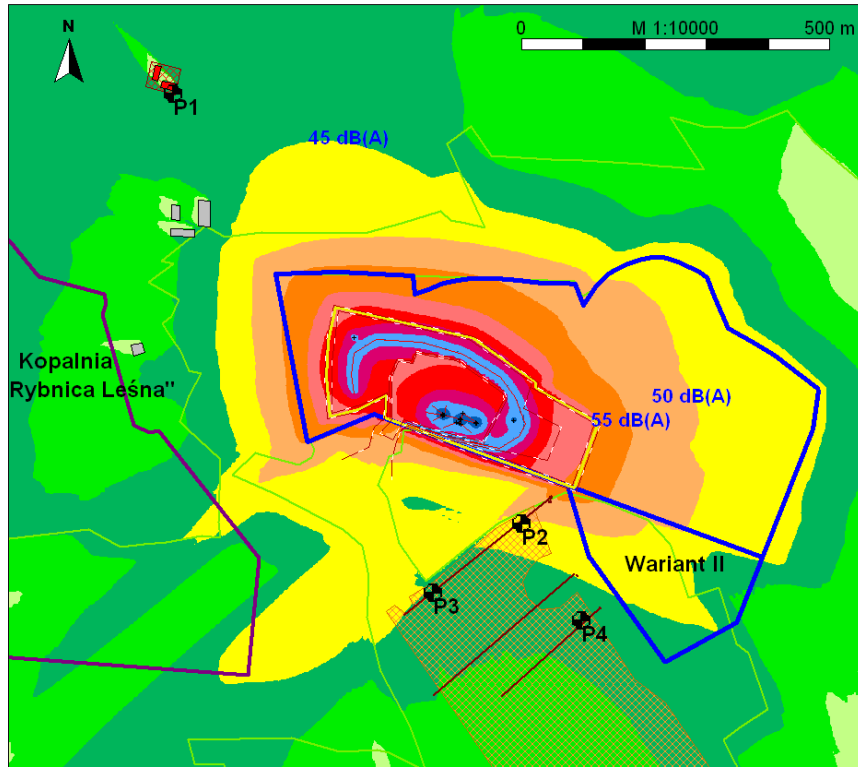 N
0 M 1:10000 500 m
P1
45 dB(A)
Kopalnia
Rybnica Leśna"
50 dB(A)
55 dB(A)
P2
Wariant II
P3
P4